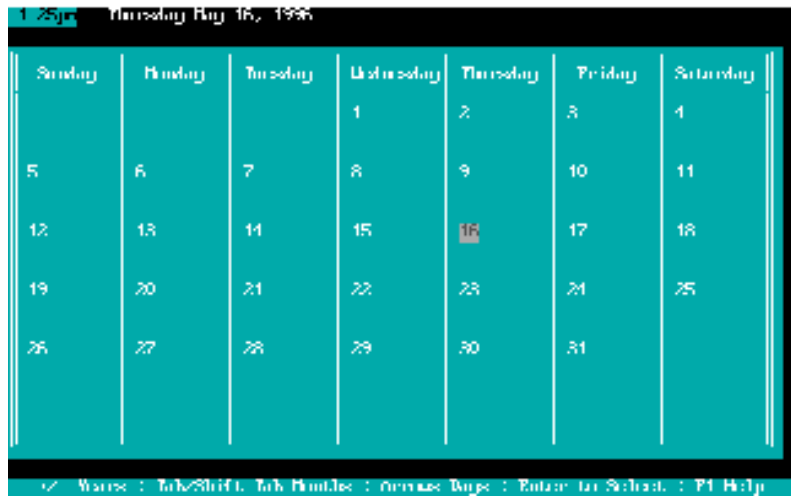 1 25pm Thursday May 16, 1996
Sunday Monday Tuesday Wednesday Thursday Friday Saturday
1 2 3 4
5 6 7 8 9 10 11
12 13 14 15 16 17 18
19 20 21 22 23 24 25
26 27 28 29 30 31
Years : Tab/Shift Tab Months : Arrows Days : Enter to Select : F1 Help